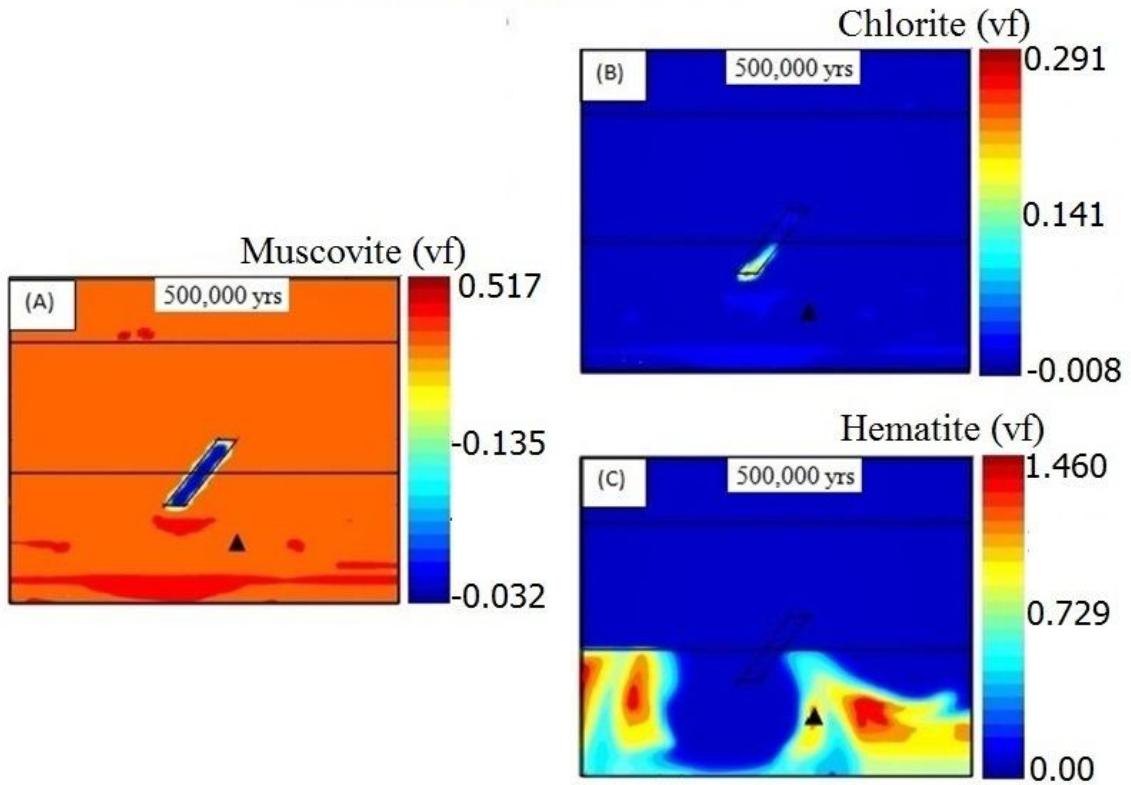 Chlorite (vf)
(B)
500,000 yrs
0.291
0.141
-0.008
Muscovite (vf)
(A)
500,000 yrs
0.517
-0.135
-0.032
Hematite (vf)
(C)
500,000 yrs
1.460
0.729
0.00